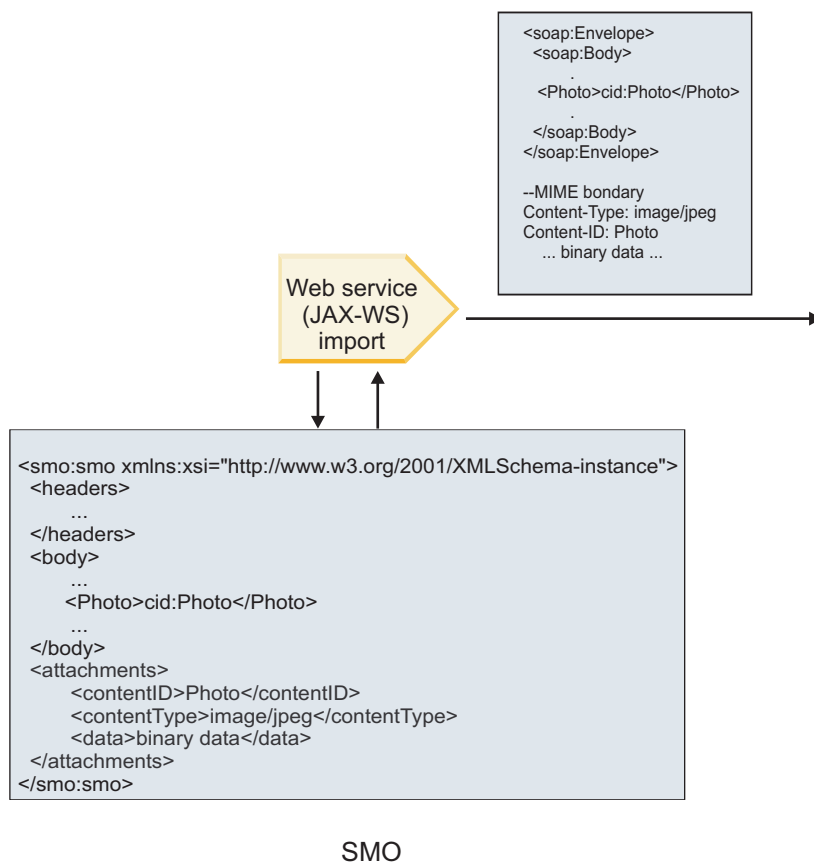 <soap:Envelope>
<soap:Body>
.
<Photo>cid:Photo</Photo>
.
</soap:Body>
</soap:Envelope>
--MIME bondary
Content-Type: image/jpeg
Content-ID: Photo
... binary data ...
Web service
(JAX-WS)
import
<smo:smo xmlns:xsi="http://www.w3.org/2001/XMLSchema-instance">
<headers>
...
</headers>
<body>
...
<Photo>cid:Photo</Photo>
...
</body>
<attachments>
<contentID>Photo</contentID>
<contentType>image/jpeg</contentType>
<data>binary data</data>
</attachments>
</smo:smo>
SMO